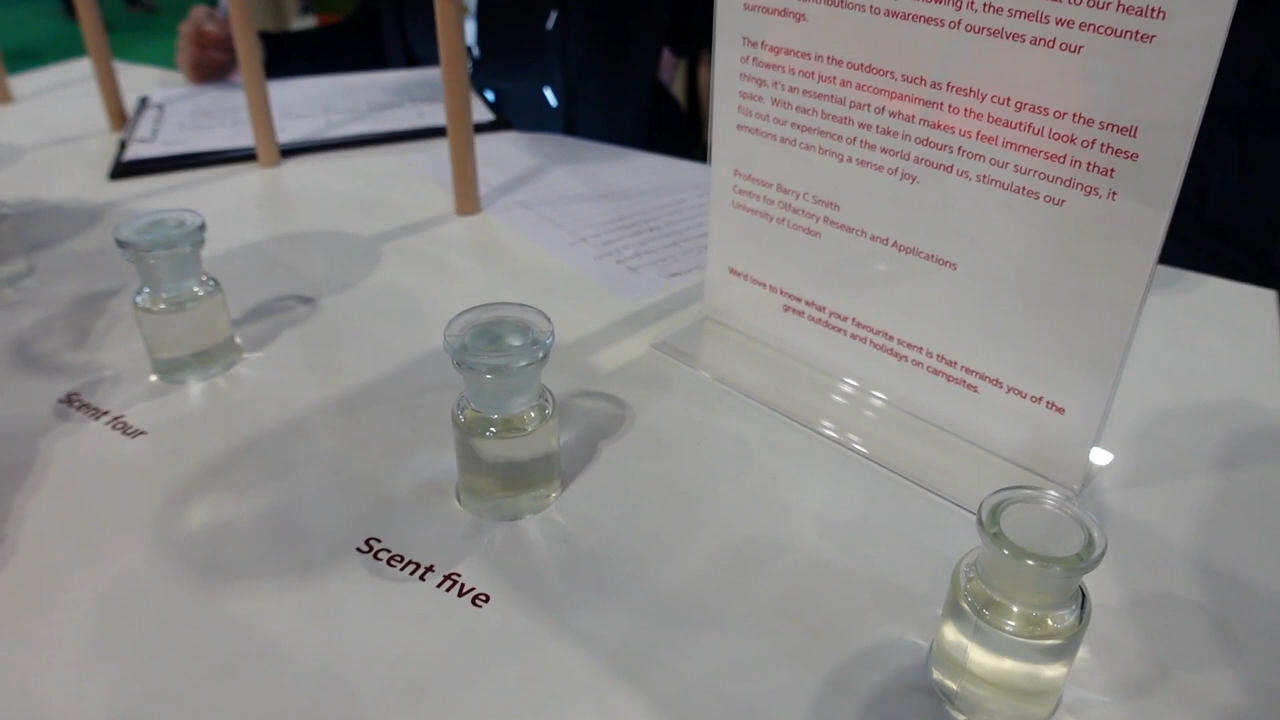 to our health
knowing it, the smells we encounter
contributions to awareness of ourselves and our
surroundings.
The fragrances in the outdoors, such as freshly cut grass or the smell
of flowers is not just an accompaniment to the beautiful look of these
things, it's an essential part of what makes us feel immersed in that
space. With each breath we take in odours from our surroundings, it
fills out our experience of the world around us, stimulates our
emotions and can bring a sense of joy.
Professor Barry C Smith
Centre for Olfactory Research and Applications
University of London
We'd love to know what your favourite scent is that reminds you of the
great outdoors and holidays on campsites.
Scent four
Scent five